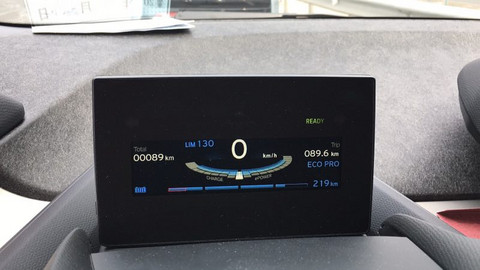 READY
LIM 130
Total
00089 km
0
km/h
Trip
089.6 km
ECO PRO
CHARGE
ePOWER
219 km